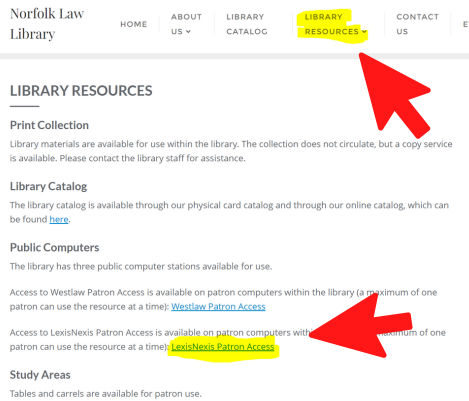 Norfolk Law
Library
HOME
ABOUT
US
LIBRARY
CATALOG
LIBRARY
RESOURCES
CONTACT
US
E
LIBRARY RESOURCES
Print Collection
Library materials are available for use within the library. The collection does not circulate, but a copy service
is available. Please contact the library staff for assistance.
Library Catalog
The library catalog is available through our physical card catalog and through our online catalog, which can
be found here.
Public Computers
The library has three public computer stations available for use.
Access to Westlaw Patron Access is available on patron computers within the library (a maximum of one
patron can use the resource at a time): Westlaw Patron Access
Access to LexisNexis Patron Access is available on patron computers with maximum of one
patron can use the resource at a time): LexisNexis Patron Access
Study Areas
Tables and carrels are available for patron use.